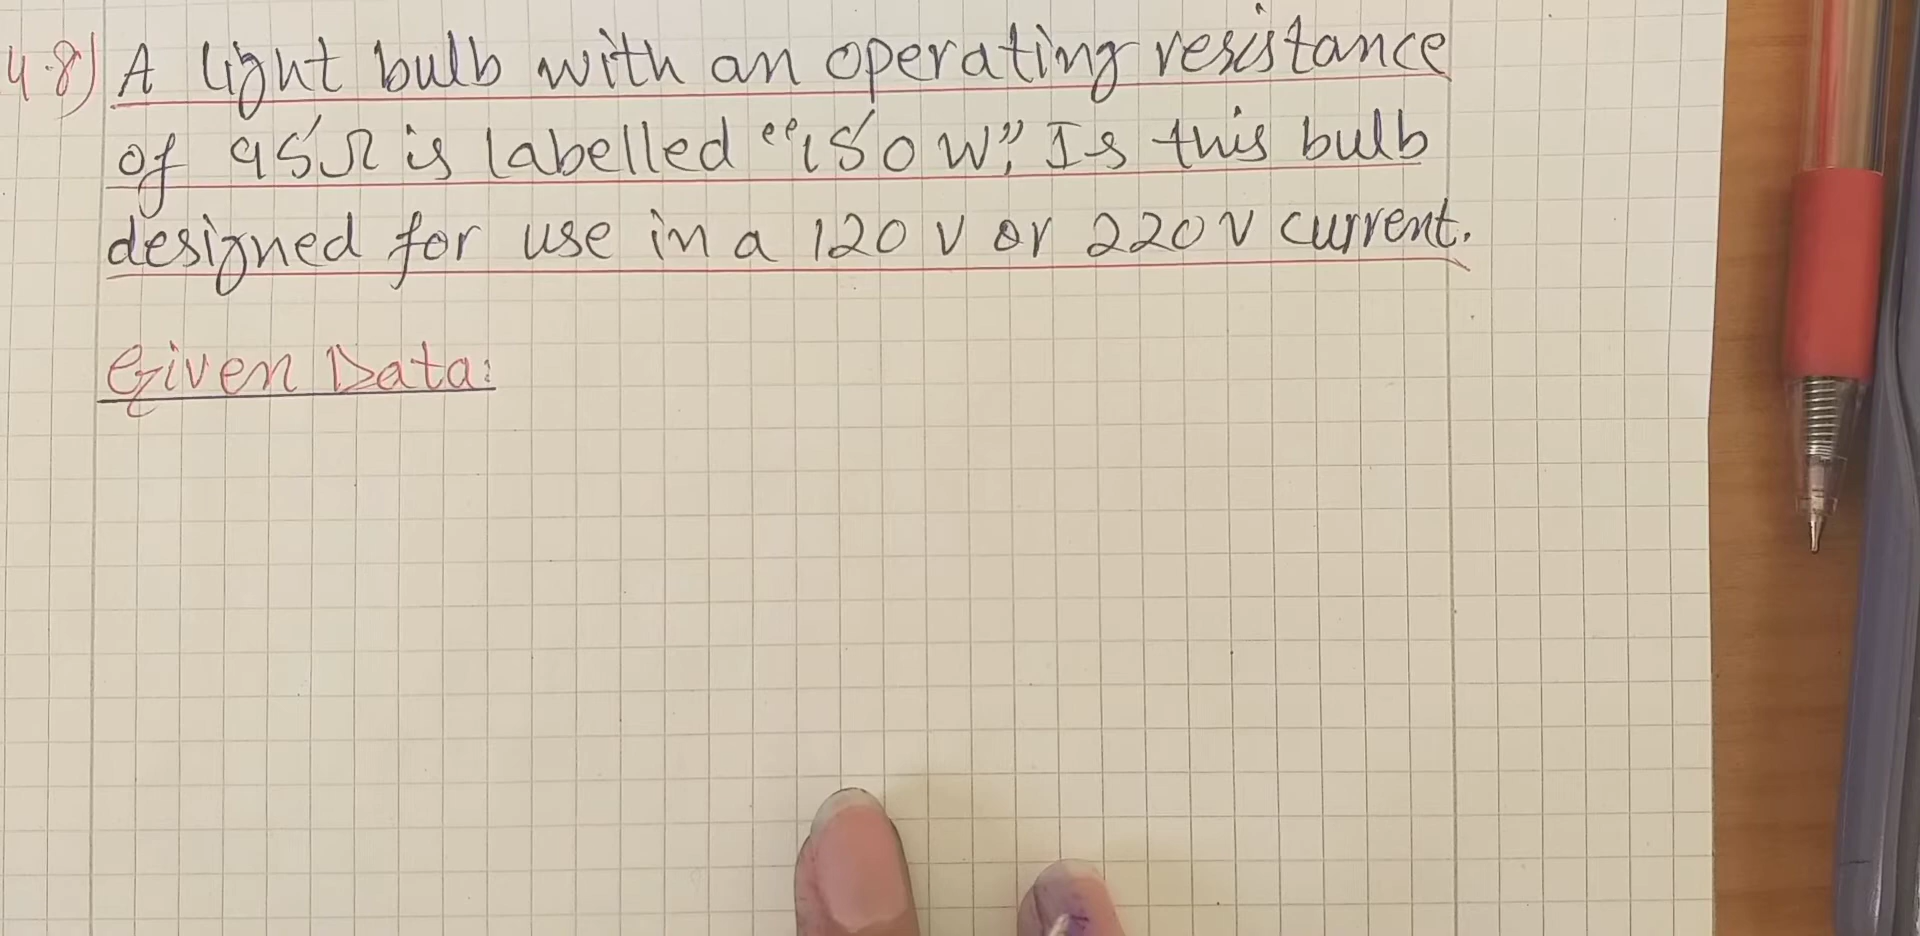 4.8) A light bulb with an operating resistance
of 95Ω is labelled “150 W”. Is this bulb
designed for use in a 120 V or 220 V current.
Given Data: